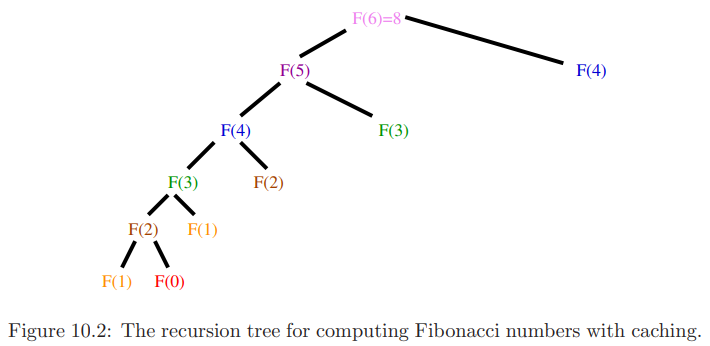 F(6)=8
F(5)
F(4)
F(4)
F(3)
F(3)
F(2)
F(2)
F(1)
F(1)
F(0)
Figure 10.2: The recursion tree for computing Fibonacci numbers with caching.